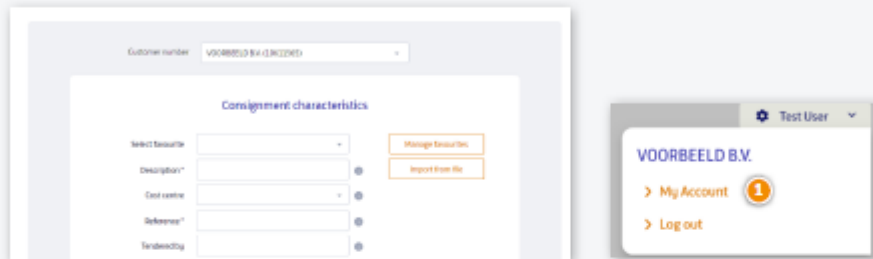 Customer number
VOORBEELD B.V.
Consignment characteristics
Select favourite
Manage favourites
Description*
Import from file
Cost centre
Reference*
Tendered by
Test User
VOORBEELD B.V.
My Account
1
Log out